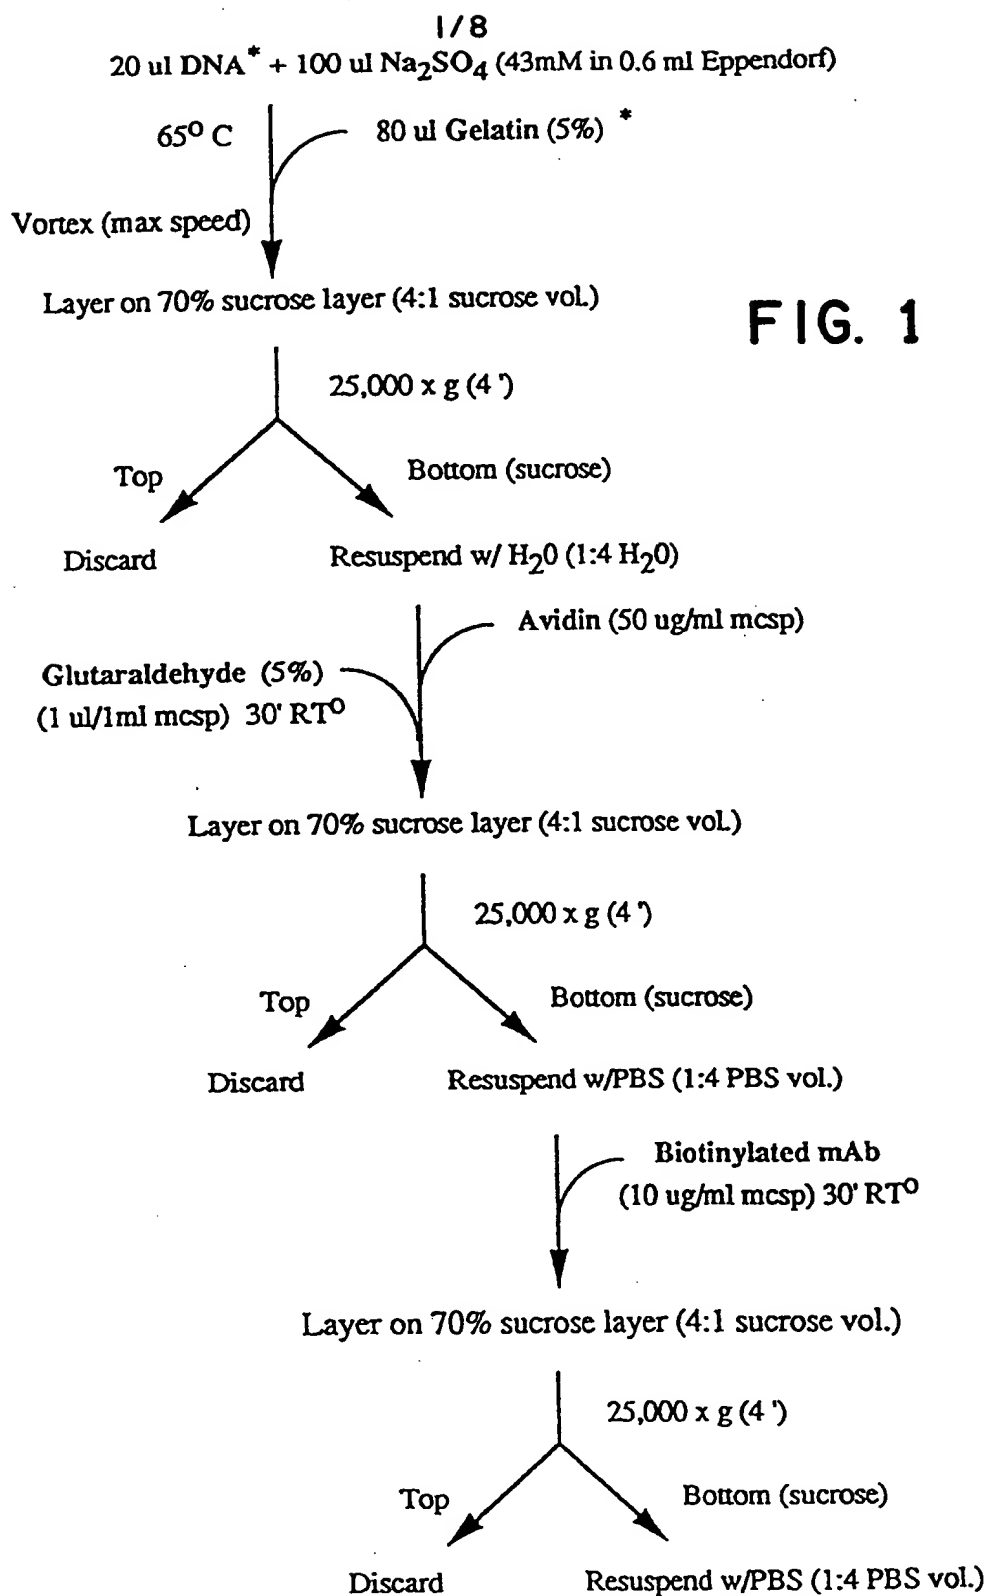 1/8
20 ul DNA* + 100 ul Na2SO4 (43mM in 0.6 ml Eppendorf)
65o C
80 ul Gelatin (5%) *
Vortex (max speed)
Layer on 70% sucrose layer (4:1 sucrose vol.)
FIG. 1
25,000 x g (4 ')
Top
Bottom (sucrose)
Discard
Resuspend w/ H2O (1:4 H2O)
Avidin (50 ug/ml mcsp)
Glutaraldehyde (5%)
(1 ul/1ml mcsp) 30' RTo
Layer on 70% sucrose layer (4:1 sucrose vol.)
25,000 x g (4 ')
Top
Bottom (sucrose)
Discard
Resuspend w/PBS (1:4 PBS vol.)
Biotinylated mAb
(10 ug/ml mcsp) 30' RTo
Layer on 70% sucrose layer (4:1 sucrose vol.)
25,000 x g (4 ')
Top
Bottom (sucrose)
Discard
Resuspend w/PBS (1:4 PBS vol.)